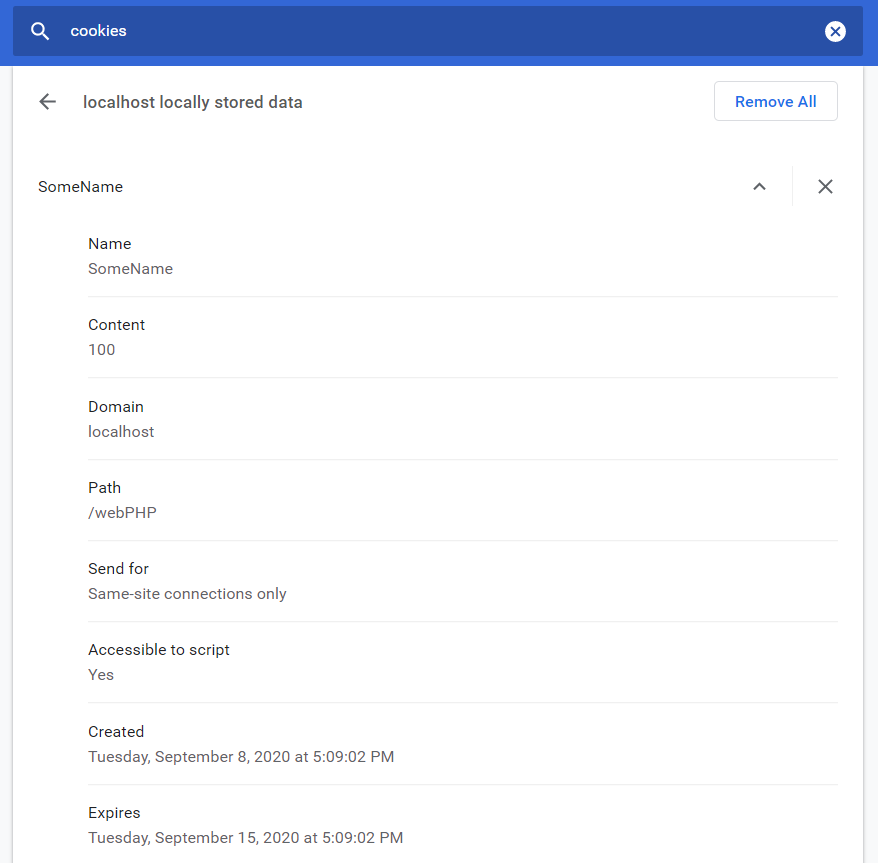 cookies
localhost locally stored data
Remove All
SomeName
Name
SomeName
Content
100
Domain
localhost
Path
/webPHP
Send for
Same-site connections only
Accessible to script
Yes
Created
Tuesday, September 8, 2020 at 5:09:02 PM
Expires
Tuesday, September 15, 2020 at 5:09:02 PM